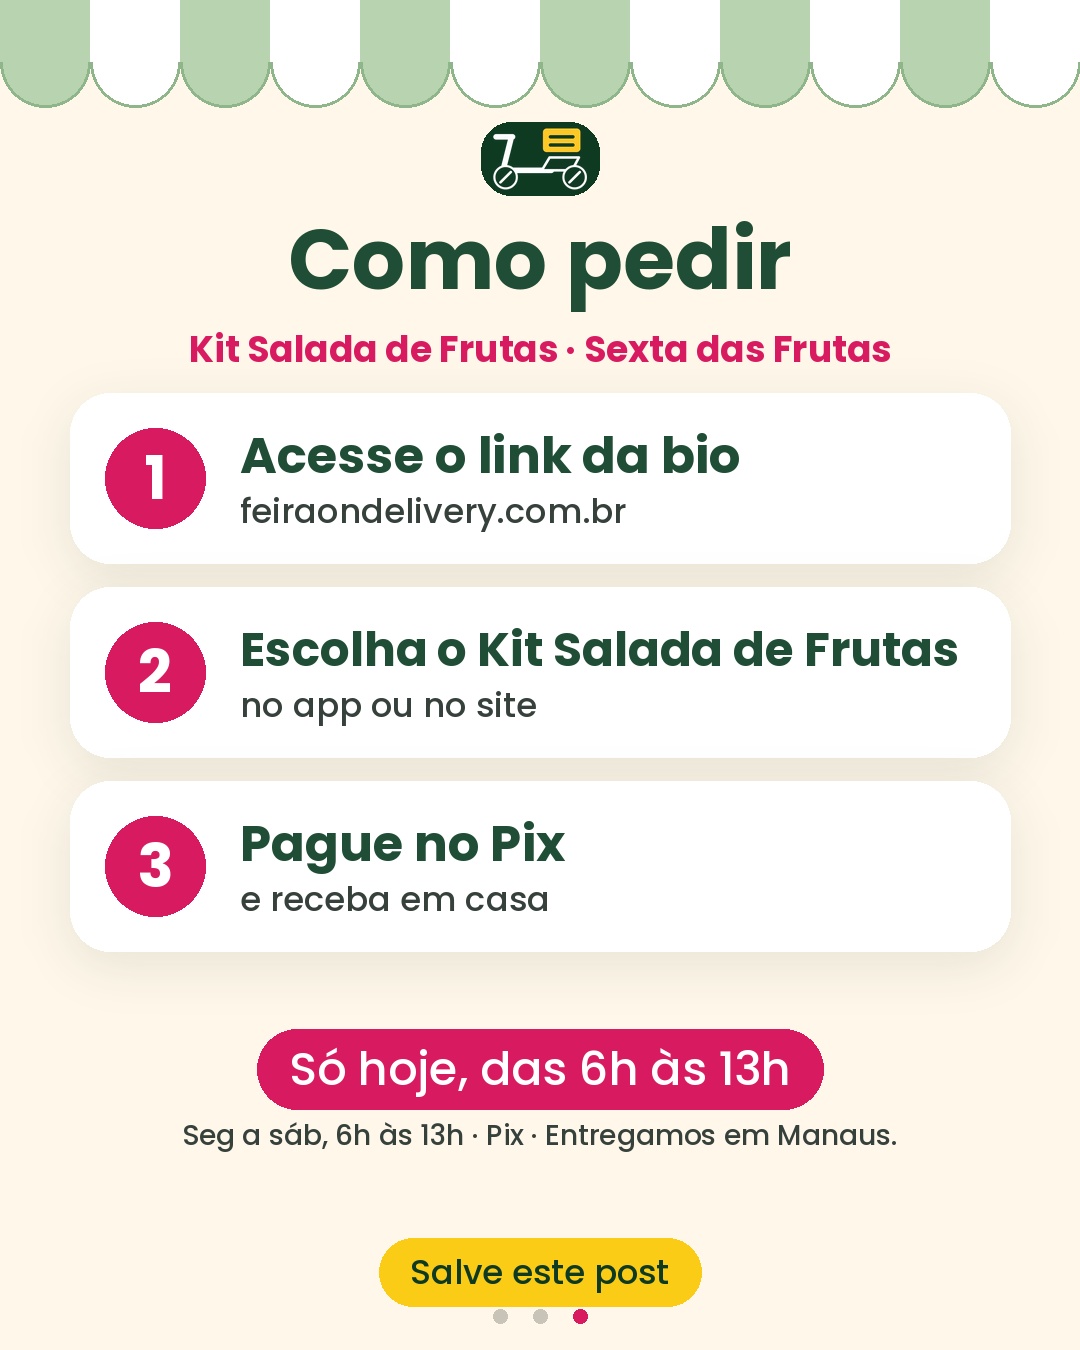 Como pedir
Kit Salada de Frutas · Sexta das Frutas
1
Acesse o link da bio
feiraondelivery.com.br
2
Escolha o Kit Salada de Frutas
no app ou no site
3
Pague no Pix
e receba em casa
Só hoje, das 6h às 13h
Seg a sáb, 6h às 13h · Pix · Entregamos em Manaus.
Salve este post